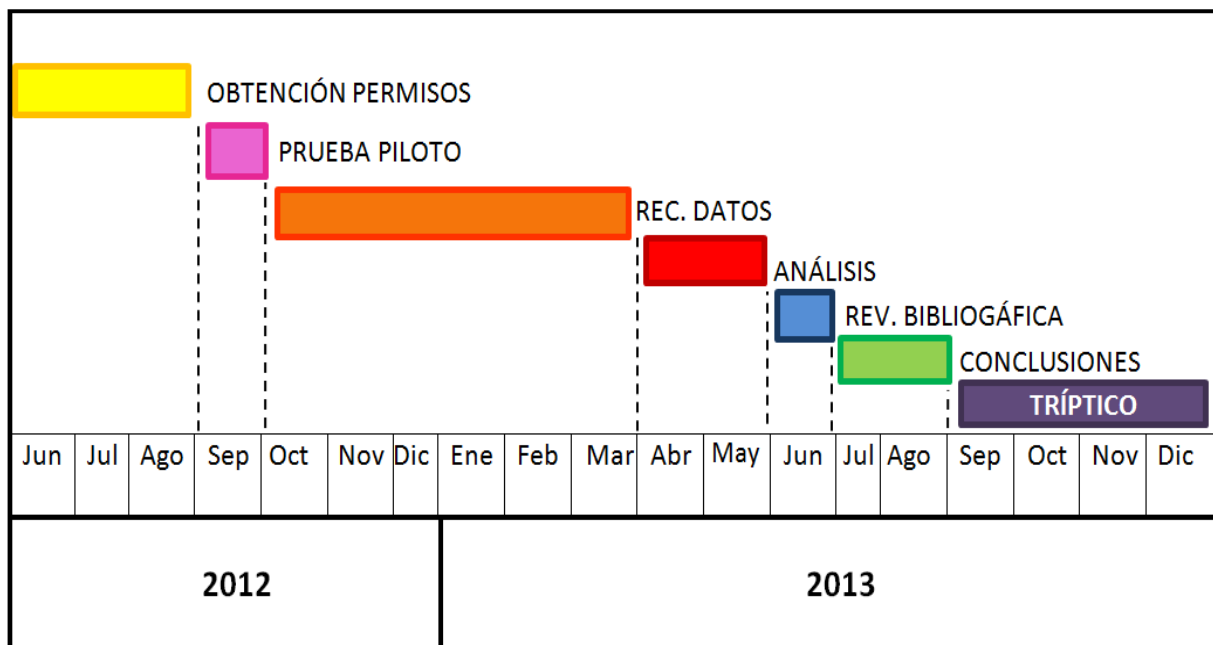 OBTENCIÓN PERMISOS
PRUEBA PILOTO
REC. DATOS
ANÁLISIS
REV. BIBLIOGÁFICA
CONCLUSIONES
TRÍPTICO
Jun Jul Ago Sep Oct Nov Dic Ene Feb Mar Abr May Jun Jul Ago Sep Oct Nov Dic
2012 2013